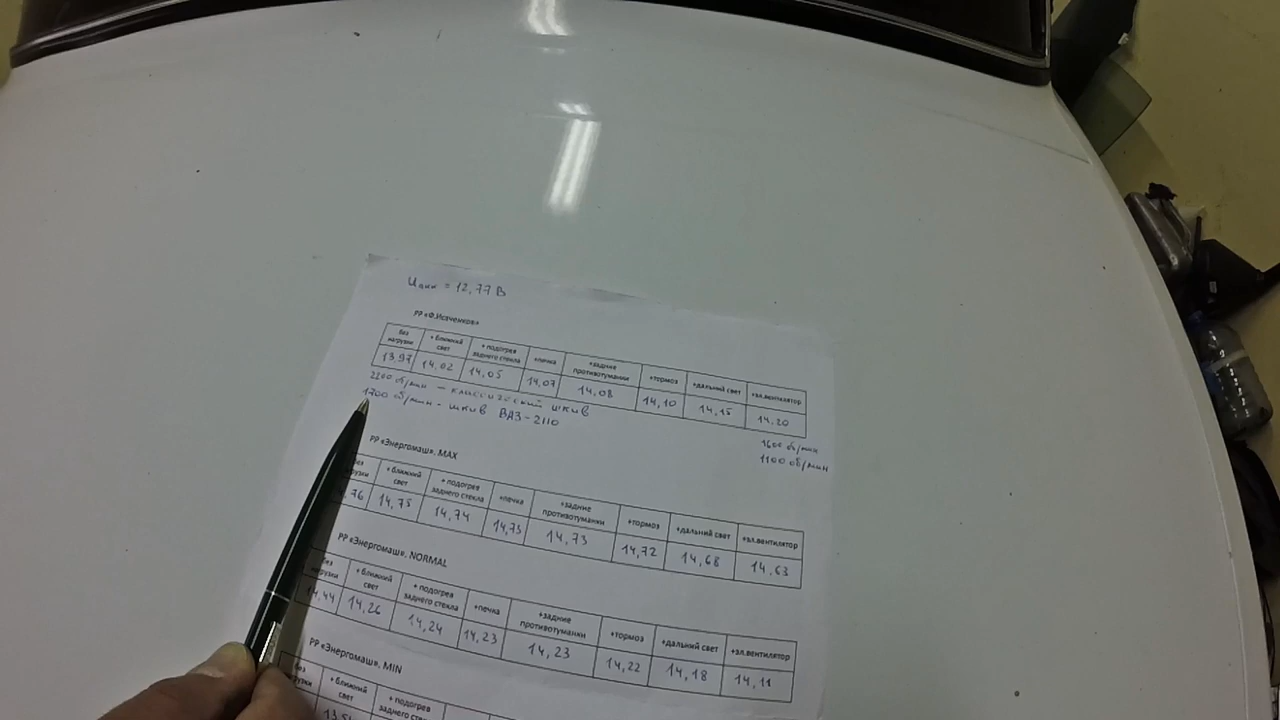 Uакк = 12,77 В
РР «Ф.Исаченков»
без нагрузки + ближний свет + подогрев заднего стекла +печка +задние противотуманки +тормоз +дальний свет +эл.вентилятор
13,97 14,02 14,05 14,07 14,08 14,10 14,15 14,20
2200 об/мин - классический шкив
1700 об/мин - шкив ВАЗ-2110
1600 об/мин
1100 об/мин
РР «Энергомаш». MAX
+ ближний свет + подогрев заднего стекла +печка +задние противотуманки +тормоз +дальний свет +эл.вентилятор
76 14,75 14,74 14,73 14,73 14,72 14,68 14,63
РР «Энергомаш». NORMAL
+ ближний свет + подогрев заднего стекла +печка +задние противотуманки +тормоз +дальний свет +эл.вентилятор
14,44 14,26 14,24 14,23 14,23 14,22 14,18 14,11
РР «Энергомаш». MIN
без нагрузки + ближний свет + подогрев